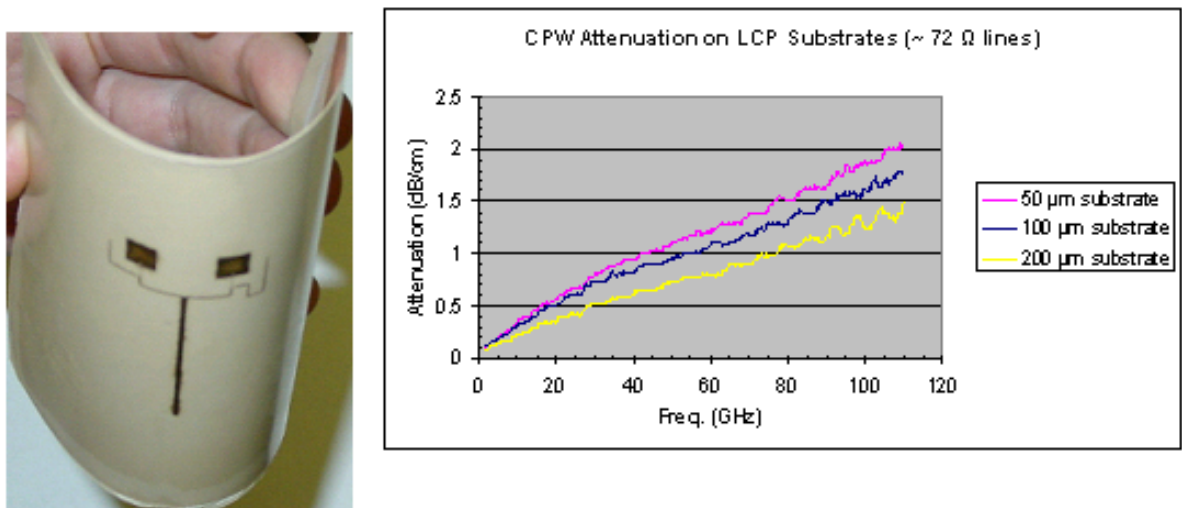 CPW Attenuation on LCP Substrates (~ 72 Ω lines)
2.5
2
1.5
1
0.5
0
Attenuation (dB/cm)
0 20 40 60 80 100 120
Freq. (GHz)
50 µm substrate
100 µm substrate
200 µm substrate